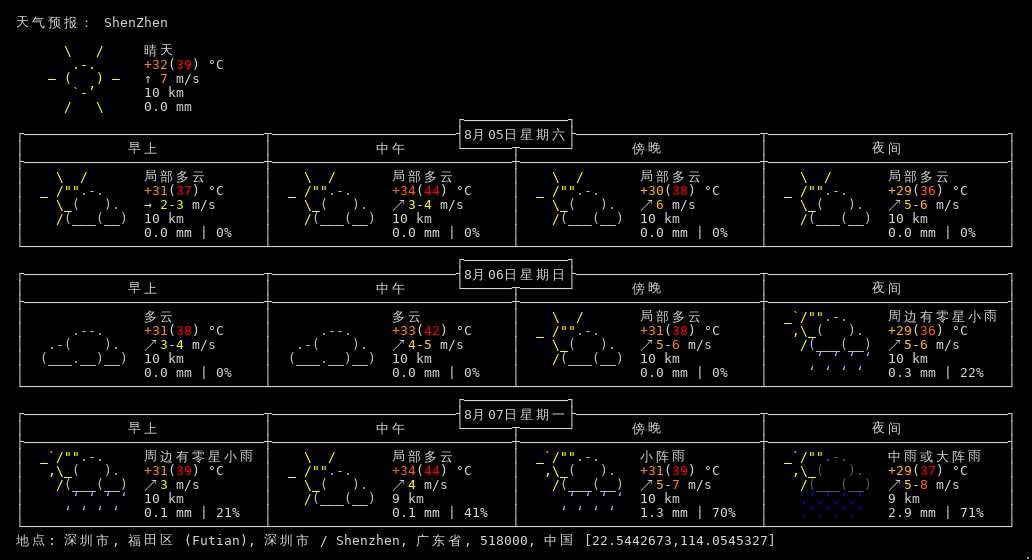 天气预报： ShenZhen
晴天
+32(39) °C
↑ 7 m/s
10 km
0.0 mm
8月05日星期六
早上 中午 傍晚 夜间
局部多云 局部多云 局部多云 局部多云
+31(37) °C +34(44) °C +30(38) °C +29(36) °C
→ 2-3 m/s ↗ 3-4 m/s ↗ 6 m/s ↗ 5-6 m/s
10 km 10 km 10 km 10 km
0.0 mm | 0% 0.0 mm | 0% 0.0 mm | 0% 0.0 mm | 0%
8月06日星期日
早上 中午 傍晚 夜间
多云 多云 局部多云 周边有零星小雨
+31(38) °C +33(42) °C +31(38) °C +29(36) °C
↗ 3-4 m/s ↗ 4-5 m/s ↗ 5-6 m/s ↗ 5-6 m/s
10 km 10 km 10 km 10 km
0.0 mm | 0% 0.0 mm | 0% 0.0 mm | 0% 0.3 mm | 22%
8月07日星期一
早上 中午 傍晚 夜间
周边有零星小雨 局部多云 小阵雨 中雨或大阵雨
+31(39) °C +34(44) °C +31(39) °C +29(37) °C
↗ 3 m/s ↗ 4 m/s ↗ 5-7 m/s ↗ 5-8 m/s
10 km 9 km 10 km 9 km
0.1 mm | 21% 0.1 mm | 41% 1.3 mm | 70% 2.9 mm | 71%
地点: 深圳市, 福田区 (Futian), 深圳市 / Shenzhen, 广东省, 518000, 中国 [22.5442673,114.0545327]